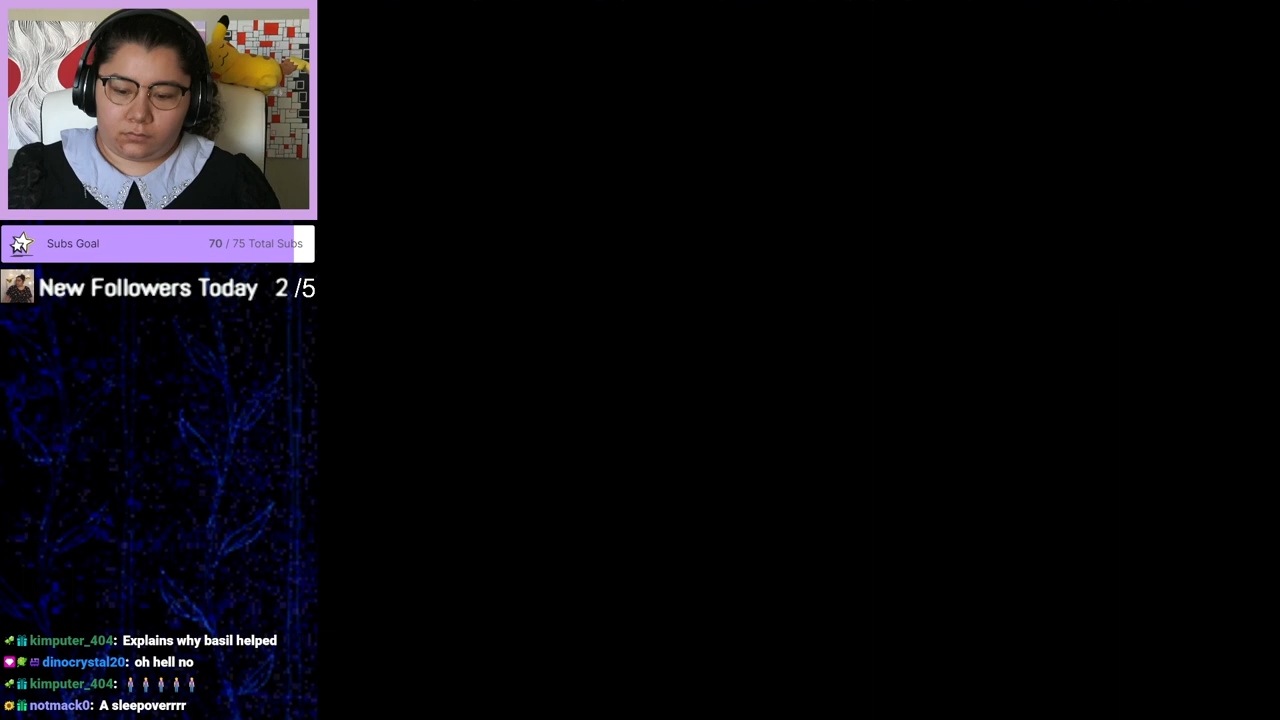 Subs Goal 70 / 75 Total Subs
New Followers Today 2 /5
kimputer_404: Explains why basil helped
dinocrystal20: oh hell no
kimputer_404: 🧍🧍🧍🧍🧍
notmack0: A sleepoverrrr